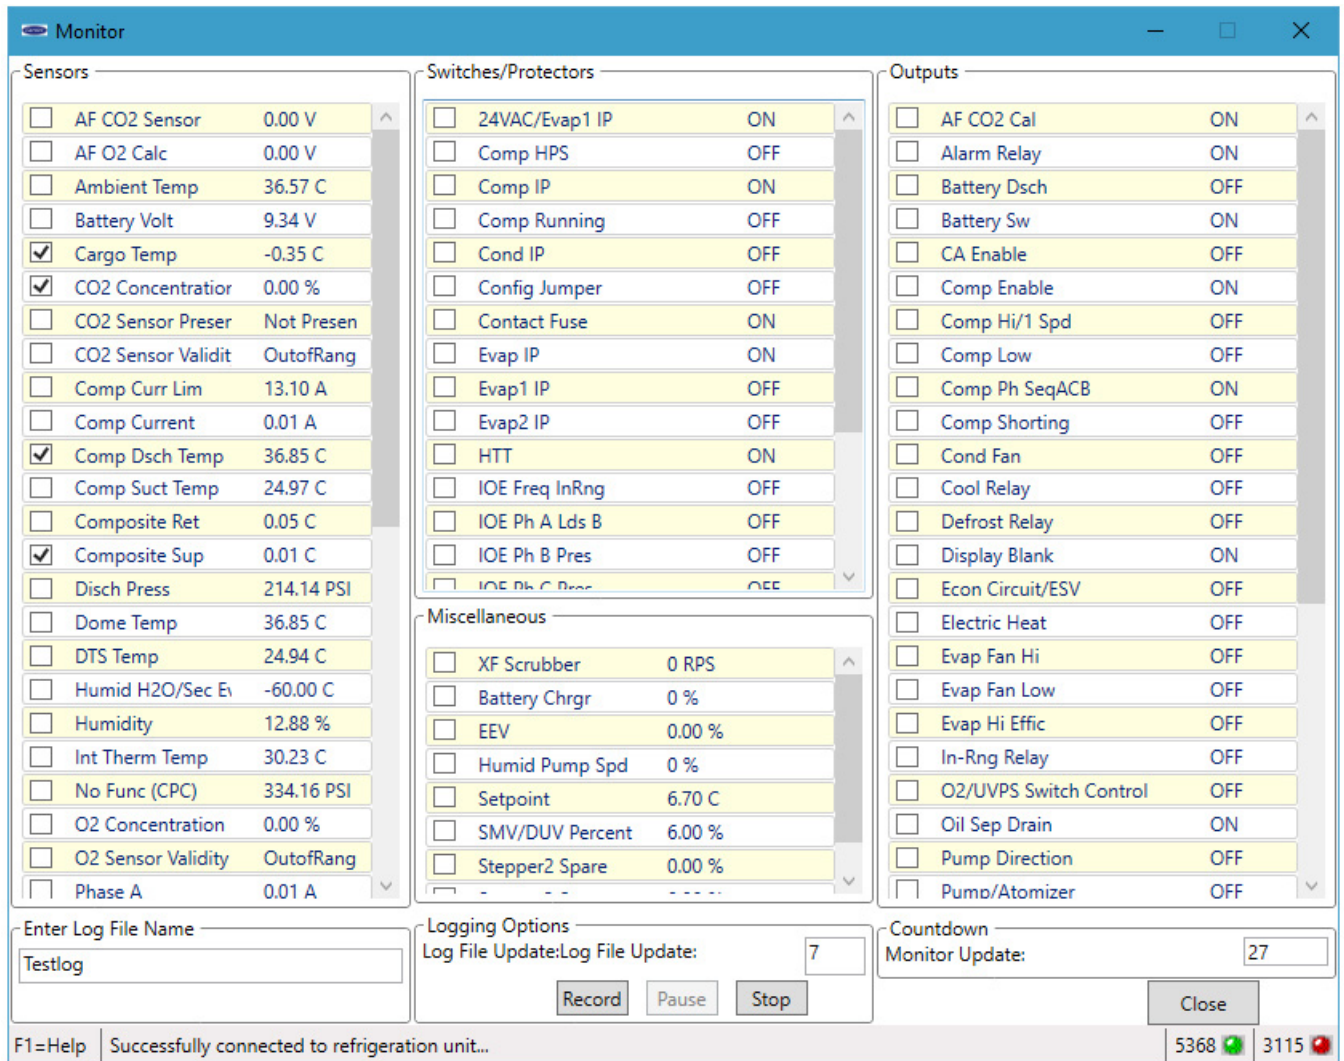 Monitor
Sensors
AF CO2 Sensor 0.00 V
AF O2 Calc 0.00 V
Ambient Temp 36.57 C
Battery Volt 9.34 V
Cargo Temp -0.35 C
CO2 Concentration 0.00 %
CO2 Sensor Preser Not Presen
CO2 Sensor Validit OutofRang
Comp Curr Lim 13.10 A
Comp Current 0.01 A
Comp Dsch Temp 36.85 C
Comp Suct Temp 24.97 C
Composite Ret 0.05 C
Composite Sup 0.01 C
Disch Press 214.14 PSI
Dome Temp 36.85 C
DTS Temp 24.94 C
Humid H2O/Sec Ev -60.00 C
Humidity 12.88 %
Int Therm Temp 30.23 C
No Func (CPC) 334.16 PSI
O2 Concentration 0.00 %
O2 Sensor Validity OutofRang
Phase A 0.01 A
Switches/Protectors
24VAC/Evap1 IP ON
Comp HPS OFF
Comp IP ON
Comp Running OFF
Cond IP OFF
Config Jumper OFF
Contact Fuse ON
Evap IP ON
Evap1 IP OFF
Evap2 IP OFF
HTT ON
IOE Freq InRng OFF
IOE Ph A Lds B OFF
IOE Ph B Pres OFF
IOE Ph C Pres OFF
Miscellaneous
XF Scrubber 0 RPS
Battery Chrgr 0 %
EEV 0.00 %
Humid Pump Spd 0 %
Setpoint 6.70 C
SMV/DUV Percent 6.00 %
Stepper2 Spare 0.00 %
Outputs
AF CO2 Cal ON
Alarm Relay ON
Battery Dsch OFF
Battery Sw ON
CA Enable OFF
Comp Enable ON
Comp Hi/1 Spd OFF
Comp Low OFF
Comp Ph SeqACB ON
Comp Shorting OFF
Cond Fan OFF
Cool Relay OFF
Defrost Relay OFF
Display Blank ON
Econ Circuit/ESV OFF
Electric Heat OFF
Evap Fan Hi OFF
Evap Fan Low OFF
Evap Hi Effic OFF
In-Rng Relay OFF
O2/UVPS Switch Control OFF
Oil Sep Drain ON
Pump Direction OFF
Pump/Atomizer OFF
Enter Log File Name
Testlog
Logging Options
Log File Update:Log File Update: 7
Record Pause Stop
Countdown
Monitor Update: 27
Close
F1=Help Successfully connected to refrigeration unit... 5368 3115